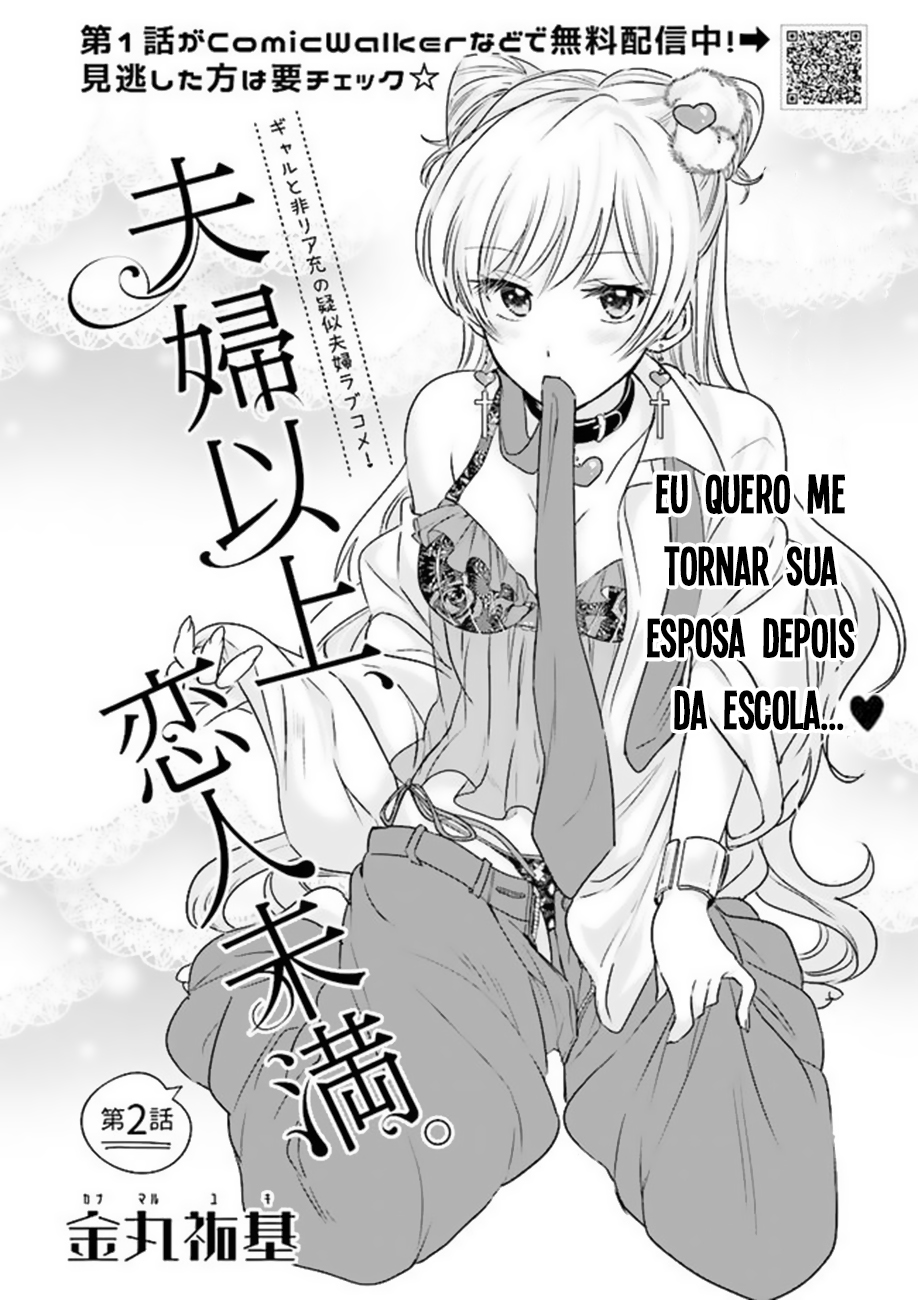 第1話がComicWalkerなどで無料配信中!➡
見逃した方は要チェック☆
ギャルと非リア充の疑似夫婦ラブコメ!
夫婦以上、
恋人未満。
EU QUERO ME
TORNAR SUA
ESPOSA DEPOIS
DA ESCOLA...♥
第2話
カナ マル ユ キ
金丸祐基